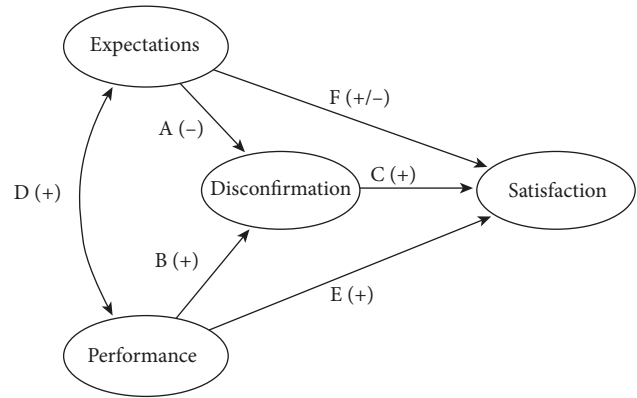 Expectations
F (+/–)
A (–)
D (+)
Disconfirmation
C (+)
Satisfaction
B (+)
E (+)
Performance